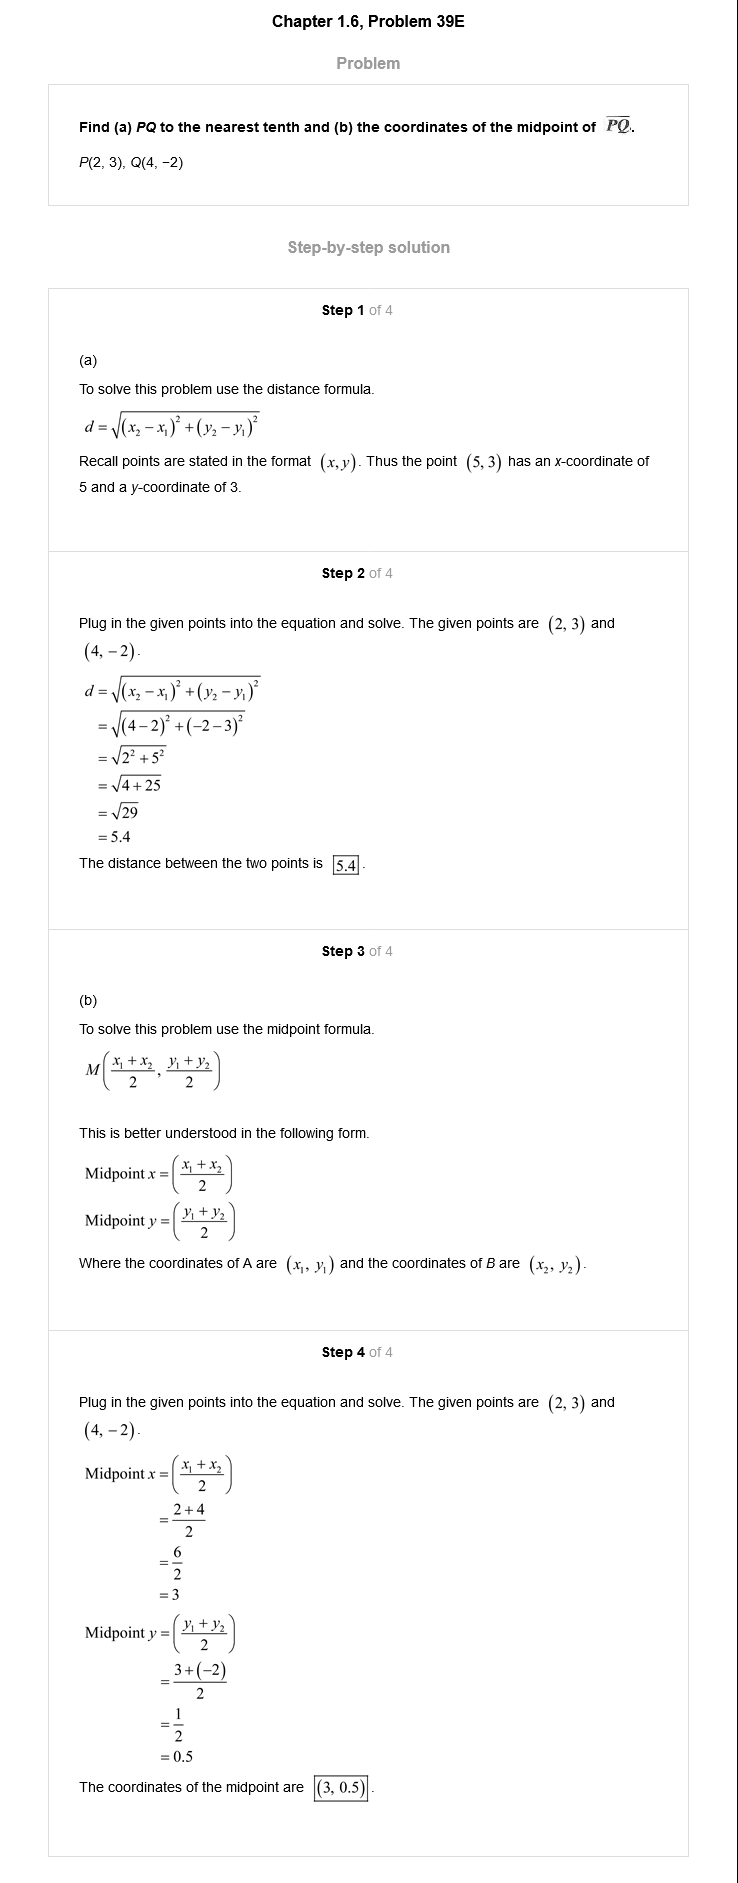 Chapter 1.6, Problem 39E
Problem
Find (a) PQ to the nearest tenth and (b) the coordinates of the midpoint of $\overline{PQ}$.
P(2, 3), Q(4, −2)
Step-by-step solution
Step 1 of 4
(a)
To solve this problem use the distance formula.
$d = \sqrt{(x_2 - x_1)^2 + (y_2 - y_1)^2}$
Recall points are stated in the format (x, y). Thus the point (5, 3) has an x-coordinate of
5 and a y-coordinate of 3.
Step 2 of 4
Plug in the given points into the equation and solve. The given points are (2, 3) and
(4, −2).
$d = \sqrt{(x_2 - x_1)^2 + (y_2 - y_1)^2}$
$= \sqrt{(4 - 2)^2 + (-2 - 3)^2}$
$= \sqrt{2^2 + 5^2}$
$= \sqrt{4 + 25}$
$= \sqrt{29}$
= 5.4
The distance between the two points is 5.4.
Step 3 of 4
(b)
To solve this problem use the midpoint formula.
$M\left(\frac{x_1 + x_2}{2}, \frac{y_1 + y_2}{2}\right)$
This is better understood in the following form.
Midpoint $x = \left(\frac{x_1 + x_2}{2}\right)$
Midpoint $y = \left(\frac{y_1 + y_2}{2}\right)$
Where the coordinates of A are $(x_1, y_1)$ and the coordinates of B are $(x_2, y_2)$.
Step 4 of 4
Plug in the given points into the equation and solve. The given points are (2, 3) and
(4, −2).
Midpoint $x = \left(\frac{x_1 + x_2}{2}\right)$
$= \frac{2 + 4}{2}$
$= \frac{6}{2}$
= 3
Midpoint $y = \left(\frac{y_1 + y_2}{2}\right)$
$= \frac{3 + (-2)}{2}$
$= \frac{1}{2}$
= 0.5
The coordinates of the midpoint are (3, 0.5).